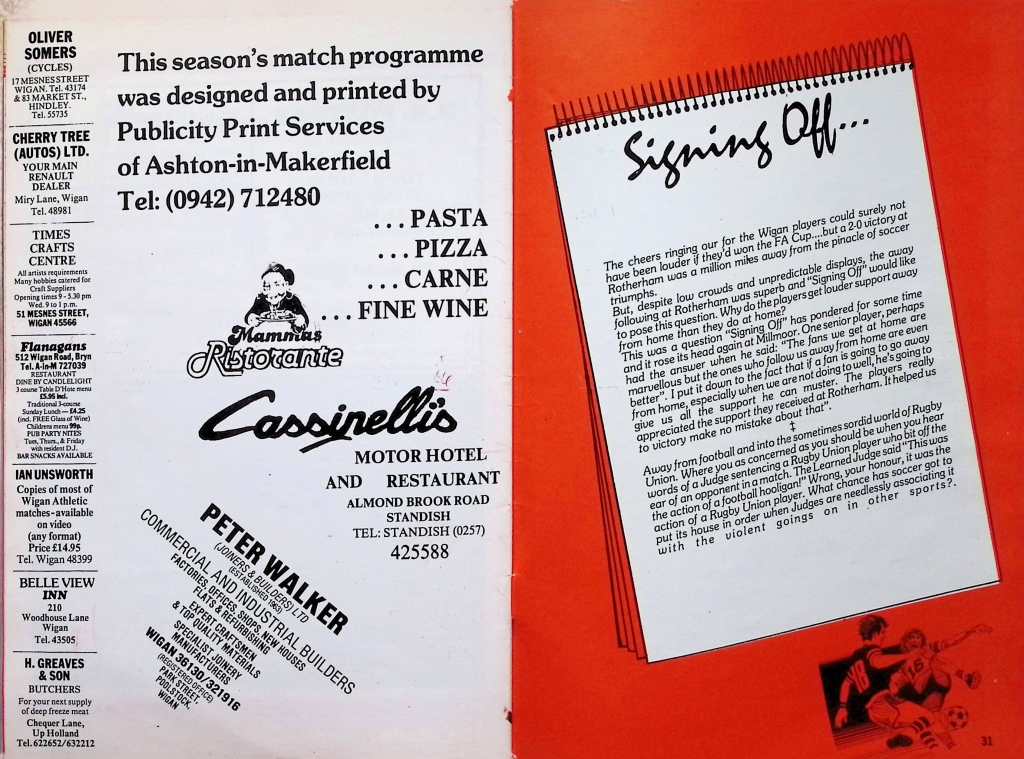 OLIVER
SOMERS
(CYCLES)
17 MESNES STREET
WIGAN. Tel. 43174
& 83 MARKET ST.,
HINDLEY.
Tel. 55735
CHERRY TREE
(AUTOS) LTD.
YOUR MAIN
RENAULT
DEALER
Miry Lane, Wigan
Tel. 48981
TIMES
CRAFTS
CENTRE
All artists requirements
Many hobbies catered for
Craft Suppliers
Opening times 9 - 5.30 pm
Wed. 9 to 1 p.m.
51 MESNES STREET,
WIGAN 45566
Flanagans
512 Wigan Road, Bryn
Tel. A-in-M 727039
RESTAURANT
DINE BY CANDLELIGHT
3 course Table D'Hote menu
£5.95 incl.
Traditional 3-course
Sunday Lunch — £4.25
(incl. FREE Glass of Wine)
Childrens menu 99p.
PUB PARTY NITES
Tues, Thurs., & Friday
with resident D.J.
BAR SNACKS AVAILABLE
IAN UNSWORTH
Copies of most of
Wigan Athletic
matches-available
on video
(any format)
Price £14.95
Tel. Wigan 48399
BELLE VIEW
INN
210
Woodhouse Lane
Wigan
Tel. 43505
H. GREAVES
& SON
BUTCHERS
For your next supply
of deep freeze meat
Chequer Lane,
Up Holland
Tel. 622652/632212
This season's match programme
was designed and printed by
Publicity Print Services
of Ashton-in-Makerfield
Tel: (0942) 712480
...PASTA
...PIZZA
...CARNE
...FINE WINE
Mammas
Ristorante
Cassinelli's
MOTOR HOTEL
AND RESTAURANT
ALMOND BROOK ROAD
STANDISH
TEL: STANDISH (0257)
425588
PETER WALKER
(JOINERS & BUILDERS) LTD
(ESTABLISHED 1965)
COMMERCIAL AND INDUSTRIAL BUILDERS
FACTORIES, OFFICES, SHOPS, NEW HOUSES
FLATS & REFURBISHING
EXPERT CRAFTSMEN
& TOP QUALITY MATERIALS
SPECIALIST JOINERY
MANUFACTURERS
WIGAN 36130/321916
(REGISTERED OFFICE)
PARK STREET,
POOLSTOCK,
WIGAN
Signing Off...
The cheers ringing our for the Wigan players could surely not
have been louder if they'd won the FA Cup....but a 2-0 victory at
Rotherham was a million miles away from the pinacle of soccer
triumphs.
But, despite low crowds and unpredictable displays, the away
following at Rotherham was superb and "Signing Off" would like
to pose this question. Why do the players get louder support away
from home than they do at home?
This was a question "Signing Off" has pondered for some time
and it rose its head again at Millmoor. One senior player, perhaps
had the answer when he said: "The fans we get at home are
marvellous but the ones who follow us away from home are even
better". I put it down to the fact that if a fan is going to go away
from home, especially when we are not doing to well, he's going to
give us all the support he can muster. The players really
appreciated the support they received at Rotherham. It helped us
to victory make no mistake about that".
‡
Away from football and into the sometimes sordid world of Rugby
Union. Where you as concerned as you should be when you hear
words of a Judge sentencing a Rugby Union player who bit off the
ear of an opponent in a match. The Learned Judge said "This was
the action of a football hooligan!" Wrong, your honour, it was the
action of a Rugby Union player. What chance has soccer got to
put its house in order when Judges are needlessly associating it
with the violent goings on in other sports?.
31